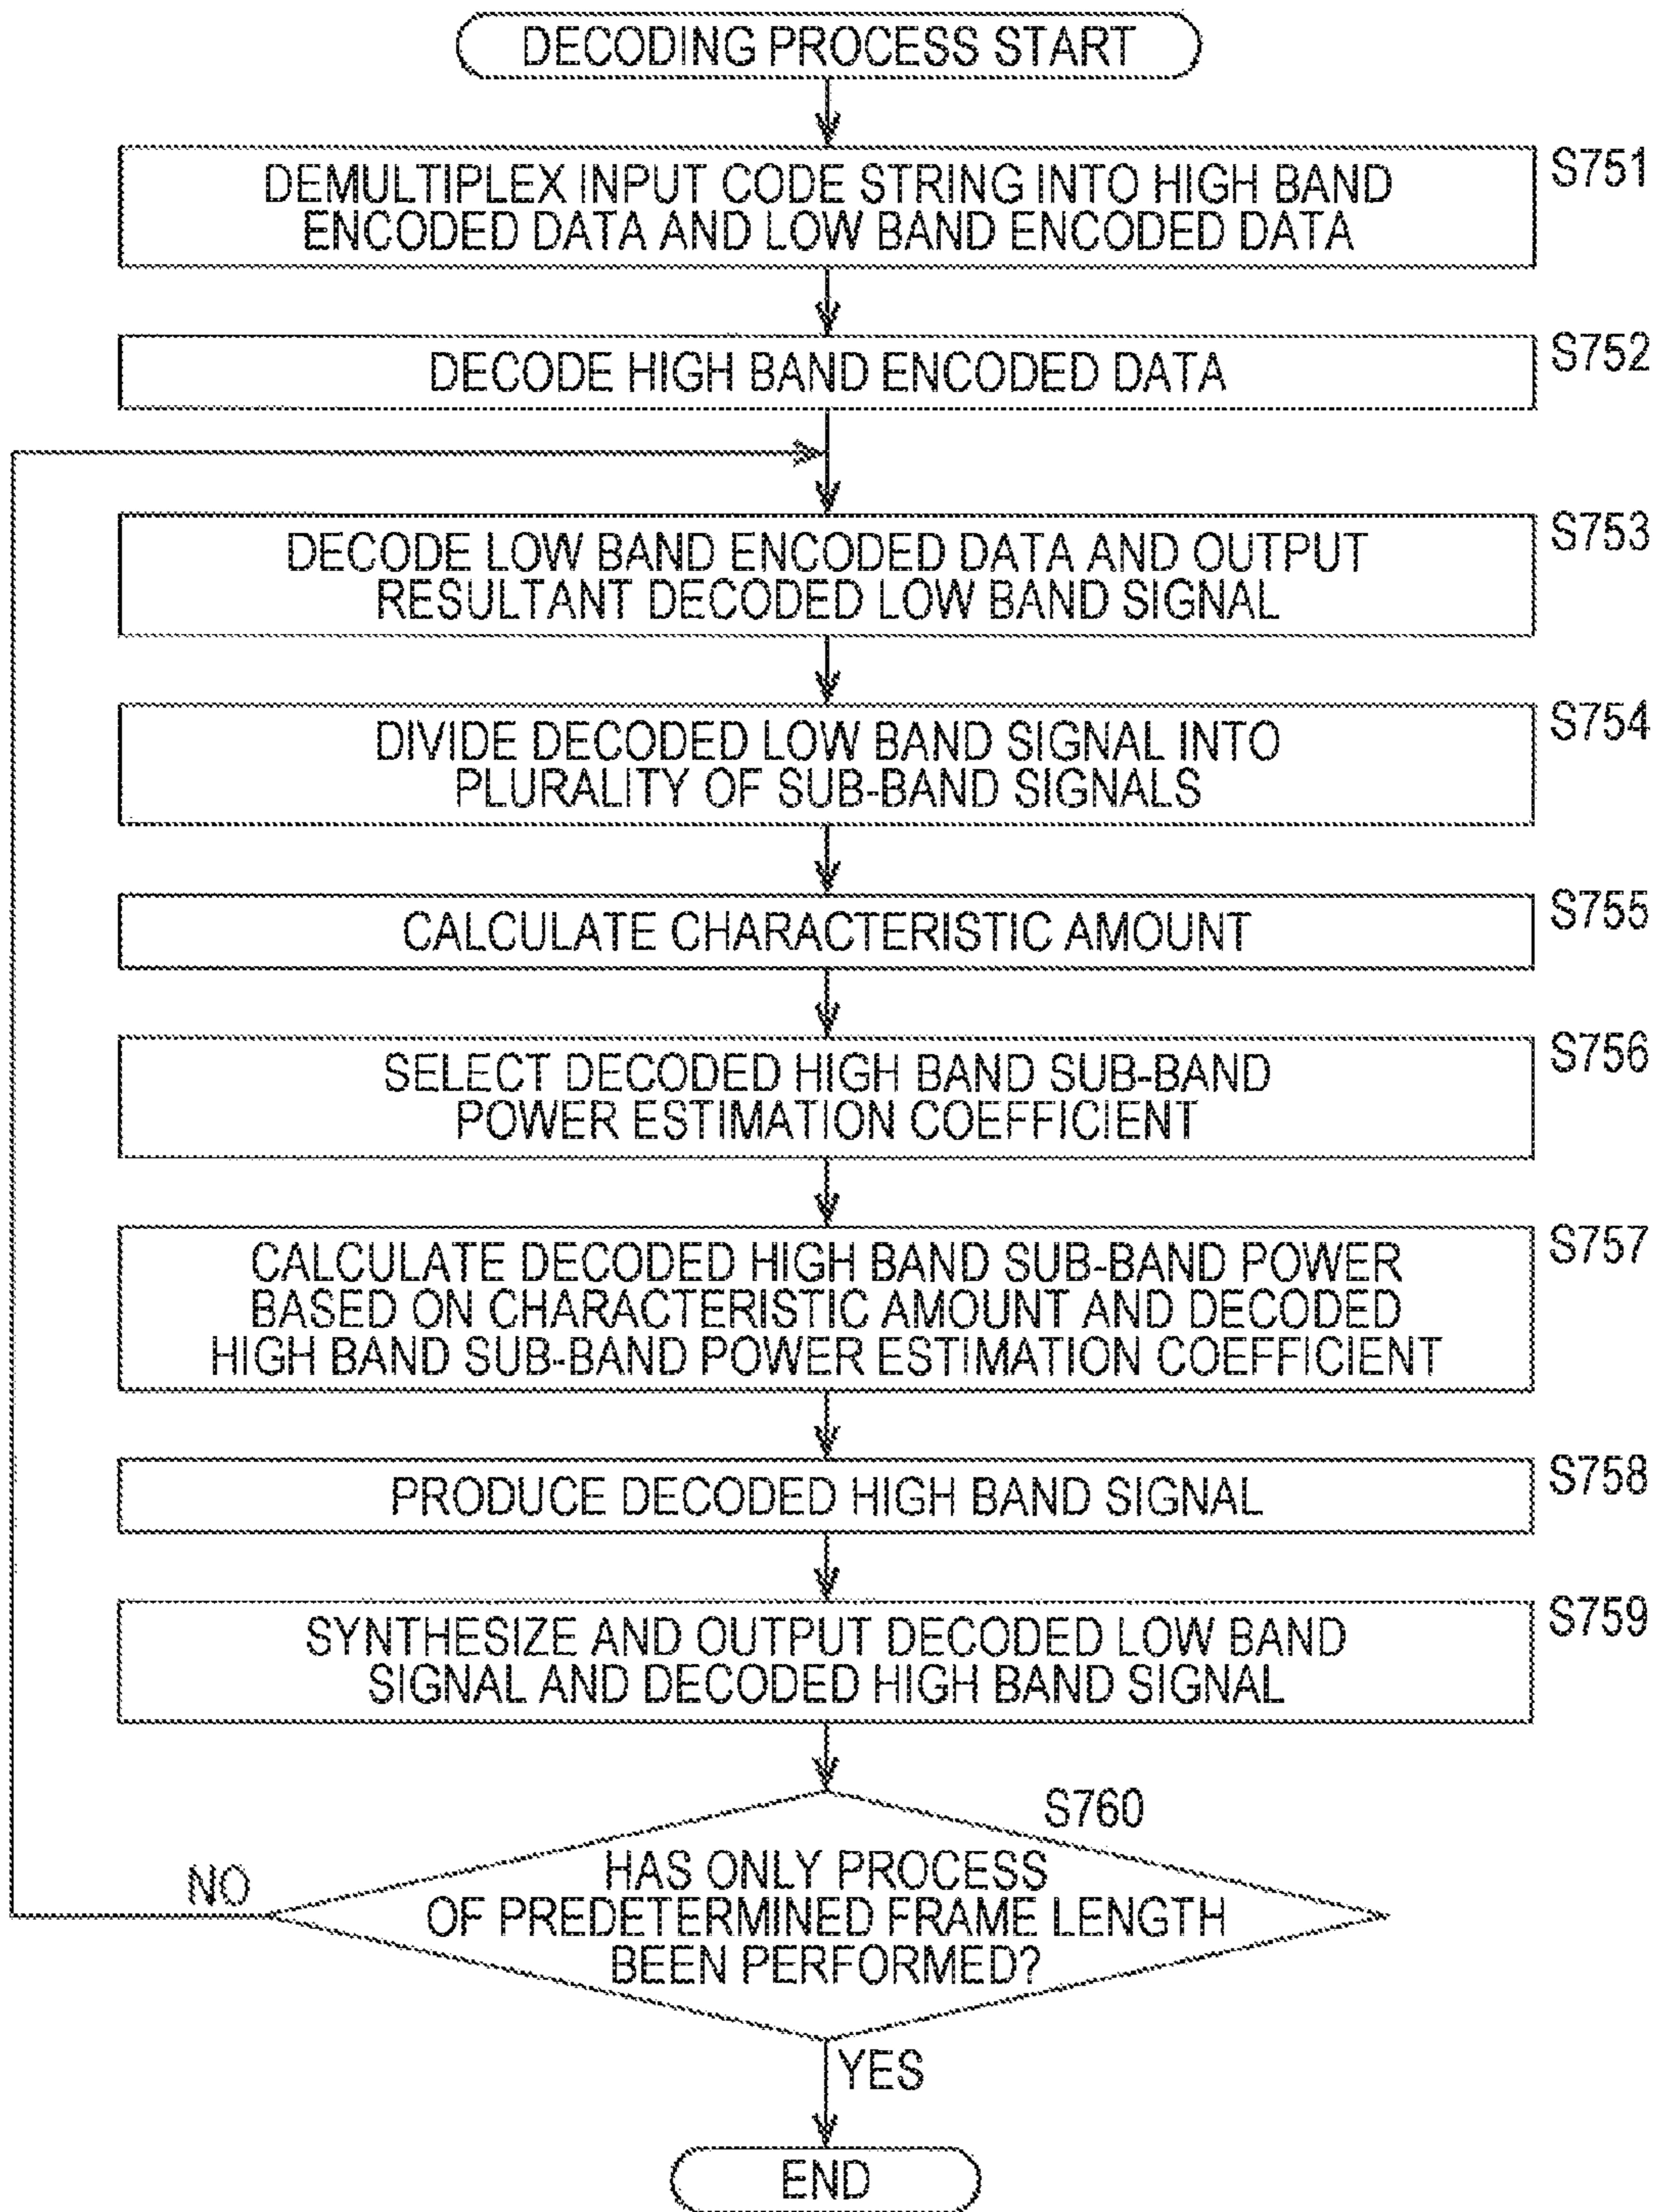 DECODING PROCESS START
S751
DEMULTIPLEX INPUT CODE STRING INTO HIGH BAND
ENCODED DATA AND LOW BAND ENCODED DATA
S752
DECODE HIGH BAND ENCODED DATA
S753
DECODE LOW BAND ENCODED DATA AND OUTPUT
RESULTANT DECODED LOW BAND SIGNAL
S754
DIVIDE DECODED LOW BAND SIGNAL INTO
PLURALITY OF SUB-BAND SIGNALS
S755
CALCULATE CHARACTERISTIC AMOUNT
S756
SELECT DECODED HIGH BAND SUB-BAND
POWER ESTIMATION COEFFICIENT
S757
CALCULATE DECODED HIGH BAND SUB-BAND POWER
BASED ON CHARACTERISTIC AMOUNT AND DECODED
HIGH BAND SUB-BAND POWER ESTIMATION COEFFICIENT
S758
PRODUCE DECODED HIGH BAND SIGNAL
S759
SYNTHESIZE AND OUTPUT DECODED LOW BAND
SIGNAL AND DECODED HIGH BAND SIGNAL
S760
HAS ONLY PROCESS
OF PREDETERMINED FRAME LENGTH
BEEN PERFORMED?
NO
YES
END